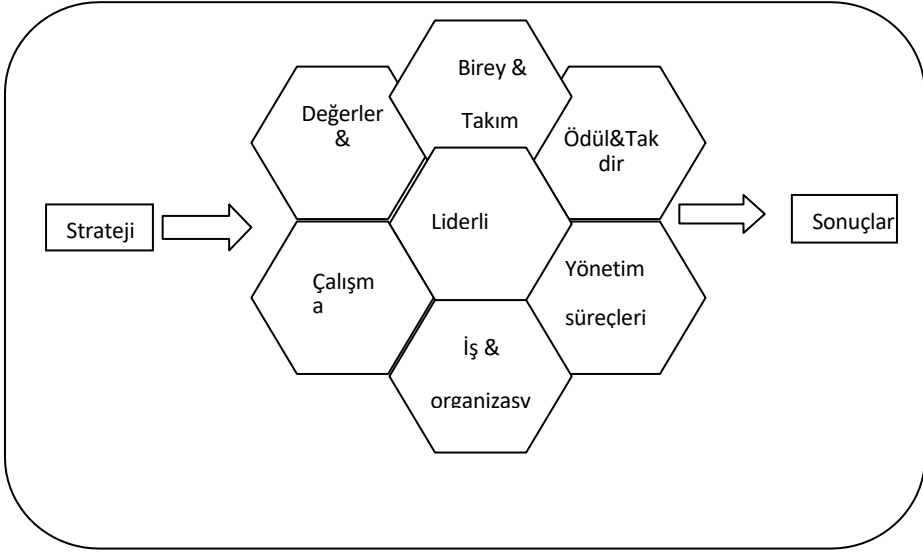 Birey &
Takım
Değerler
&
Ödül&Tak
dir
Strateji
Liderli
Sonuçlar
Çalışm
a
Yönetim
süreçleri
İş &
organizasy